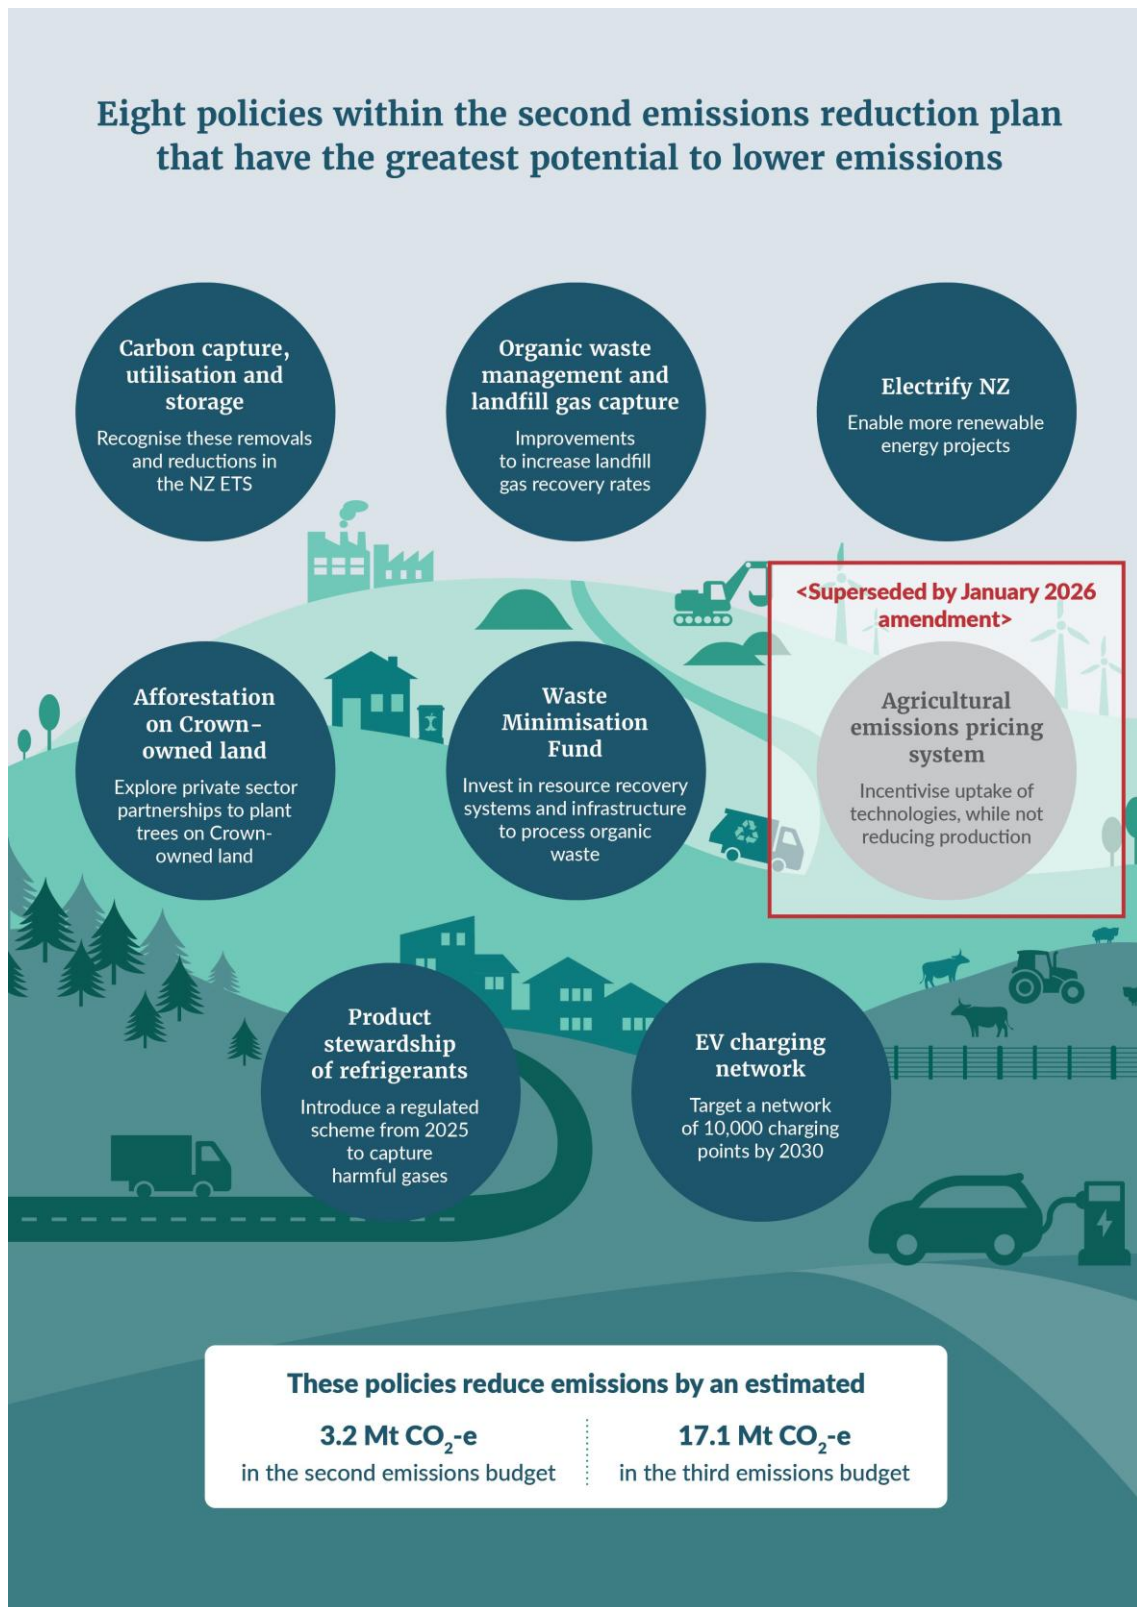 Eight policies within the second emissions reduction plan
that have the greatest potential to lower emissions
Carbon capture,
utilisation and
storage
Recognise these removals
and reductions in
the NZ ETS
Organic waste
management and
landfill gas capture
Improvements
to increase landfill
gas recovery rates
Electrify NZ
Enable more renewable
energy projects
Afforestation
on Crown-
owned land
Explore private sector
partnerships to plant
trees on Crown-
owned land
Waste
Minimisation
Fund
Invest in resource recovery
systems and infrastructure
to process organic
waste
<Superseded by January 2026
amendment>
Agricultural
emissions pricing
system
Incentivise uptake of
technologies, while not
reducing production
Product
stewardship
of refrigerants
Introduce a regulated
scheme from 2025
to capture
harmful gases
EV charging
network
Target a network
of 10,000 charging
points by 2030
These policies reduce emissions by an estimated
3.2 Mt CO₂-e
in the second emissions budget
17.1 Mt CO₂-e
in the third emissions budget